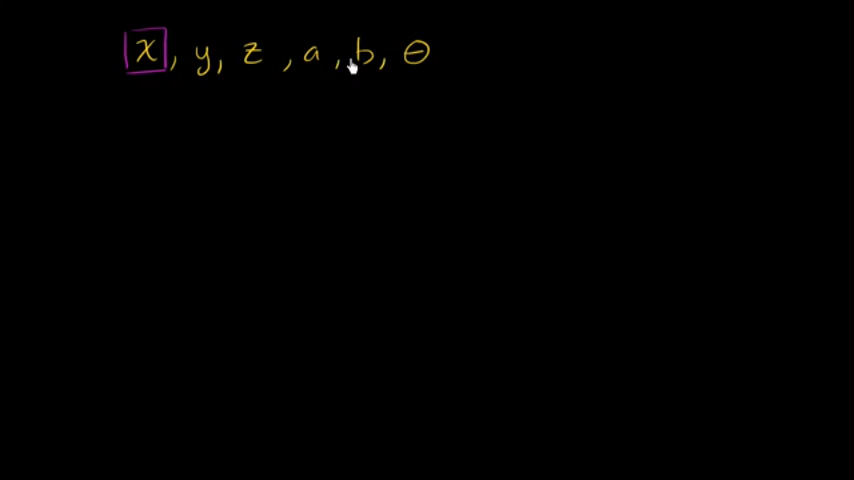 x, y, z, a, b, θ